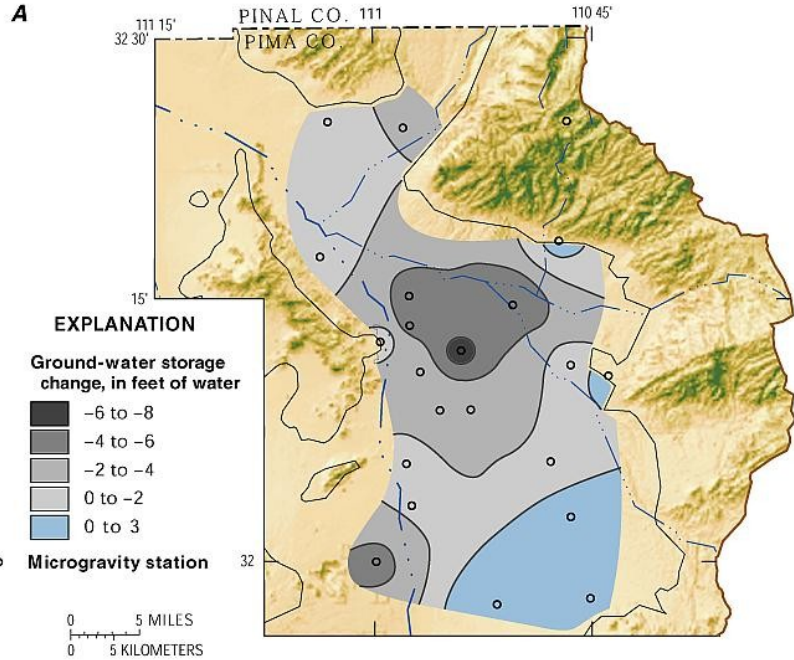 A
111 15'
PINAL CO.
111
110 45'
32 30'
PIMA CO.
15'
EXPLANATION
Ground-water storage
change, in feet of water
−6 to −8
−4 to −6
−2 to −4
0 to −2
0 to 3
Microgravity station
32
0 5 MILES
0 5 KILOMETERS